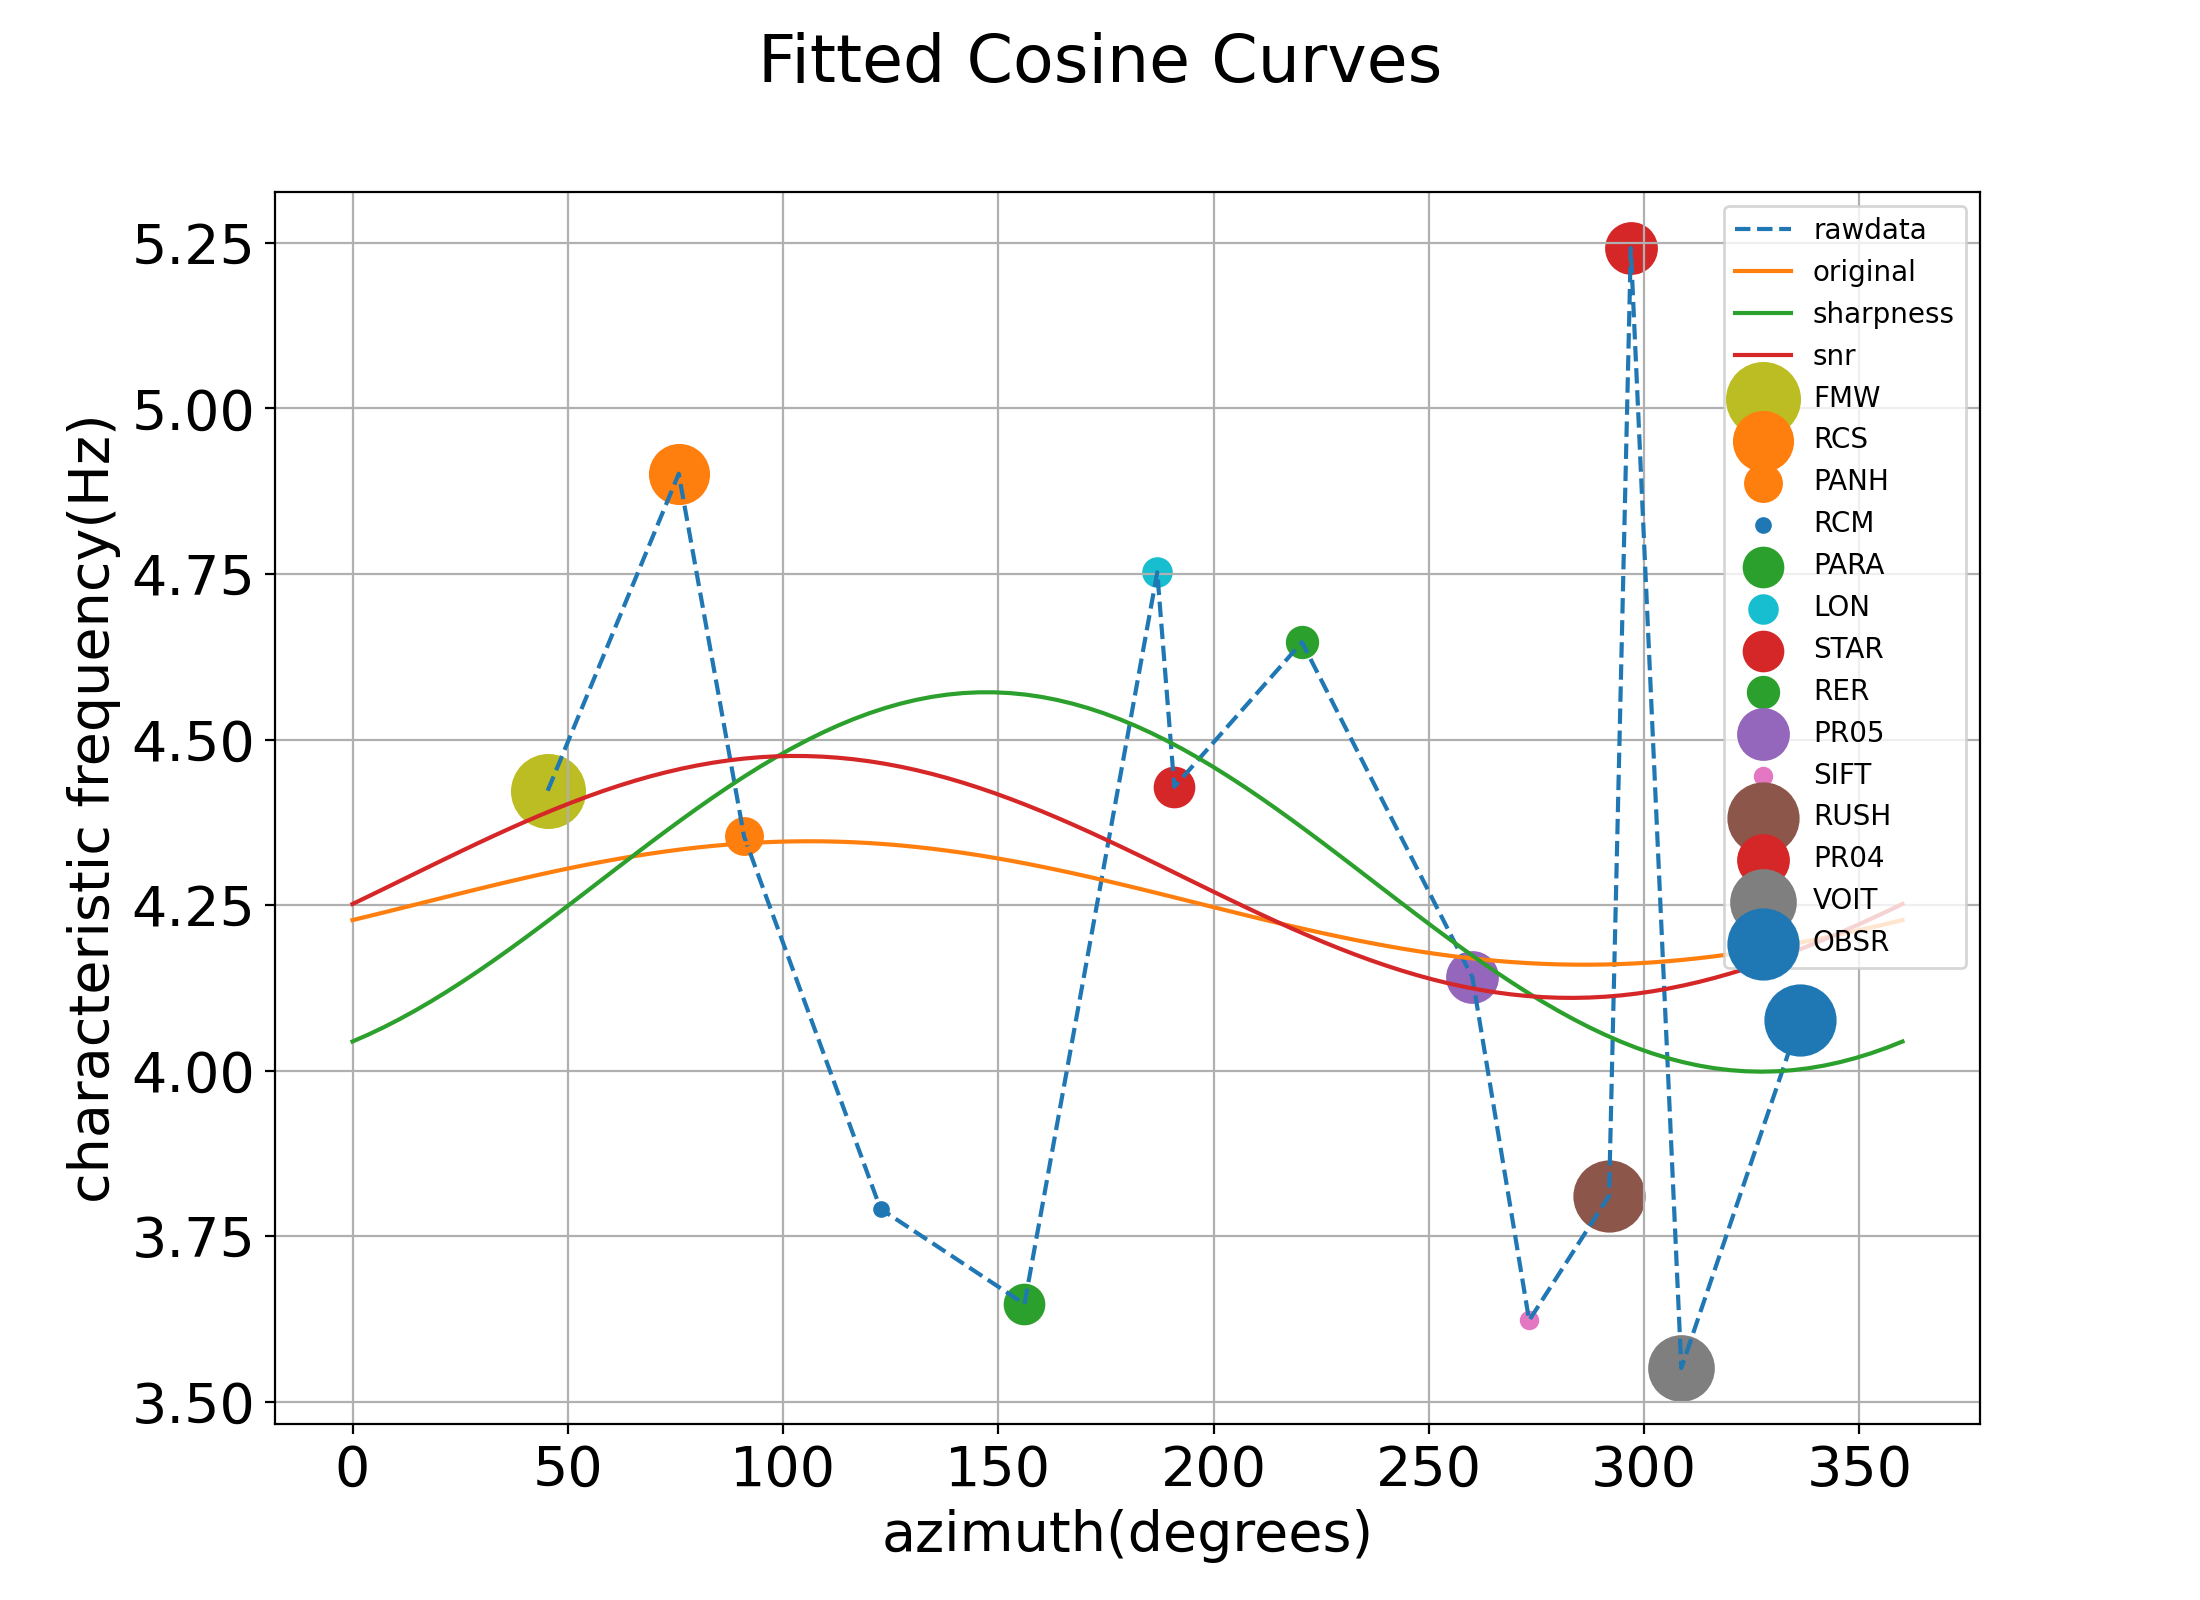 Fitted Cosine Curves
characteristic frequency(Hz)
5.25
5.00
4.75
4.50
4.25
4.00
3.75
3.50
rawdata
original
sharpness
snr
FMW
RCS
PANH
RCM
PARA
LON
STAR
RER
PR05
SIFT
RUSH
PR04
VOIT
OBSR
0 50 100 150 200 250 300 350
azimuth(degrees)